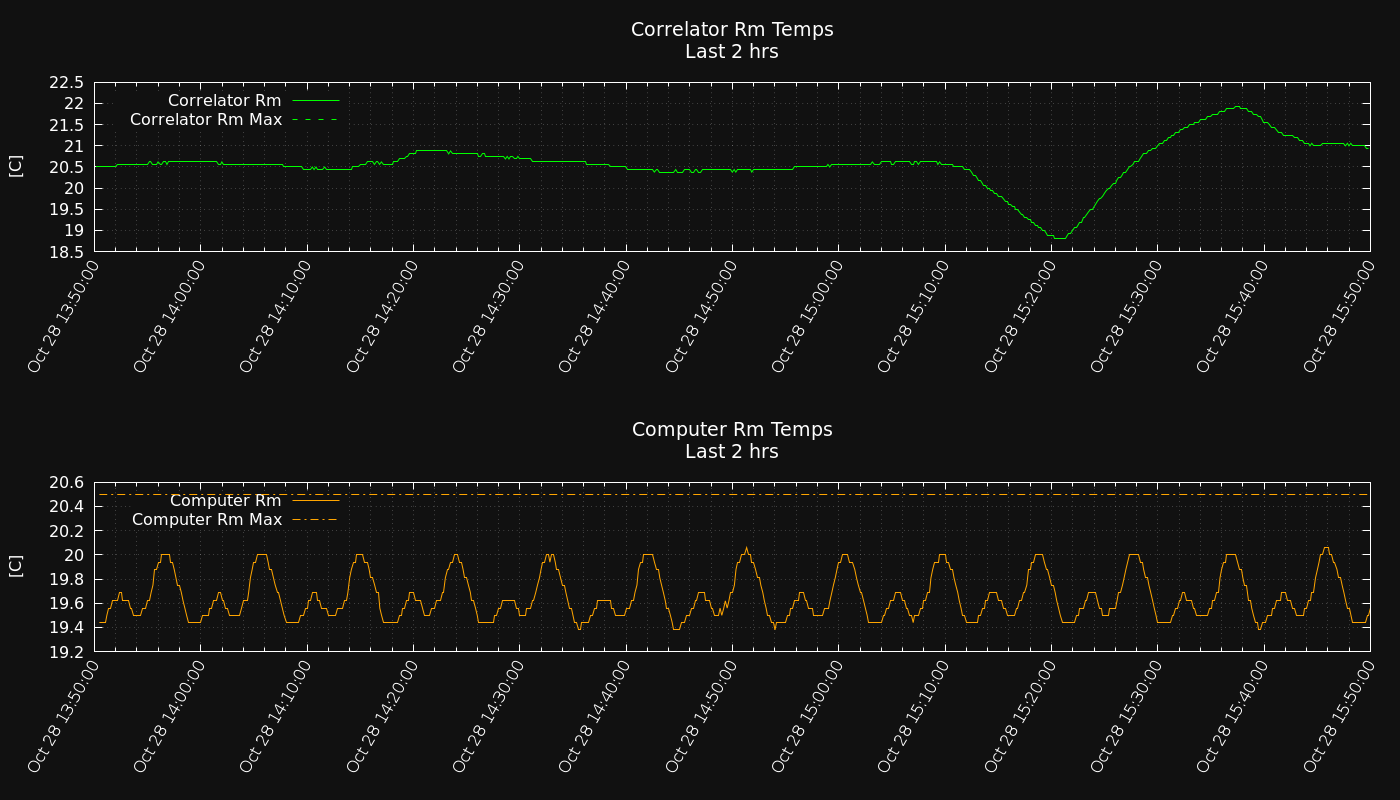 Correlator Rm Temps
Last 2 hrs
22.5
22
21.5
21
20.5
20
19.5
19
18.5
[C]
Correlator Rm
Correlator Rm Max
Oct 28 13:50:00
Oct 28 14:00:00
Oct 28 14:10:00
Oct 28 14:20:00
Oct 28 14:30:00
Oct 28 14:40:00
Oct 28 14:50:00
Oct 28 15:00:00
Oct 28 15:10:00
Oct 28 15:20:00
Oct 28 15:30:00
Oct 28 15:40:00
Oct 28 15:50:00
Computer Rm Temps
Last 2 hrs
20.6
20.4
20.2
20
19.8
19.6
19.4
19.2
[C]
Computer Rm
Computer Rm Max
Oct 28 13:50:00
Oct 28 14:00:00
Oct 28 14:10:00
Oct 28 14:20:00
Oct 28 14:30:00
Oct 28 14:40:00
Oct 28 14:50:00
Oct 28 15:00:00
Oct 28 15:10:00
Oct 28 15:20:00
Oct 28 15:30:00
Oct 28 15:40:00
Oct 28 15:50:00